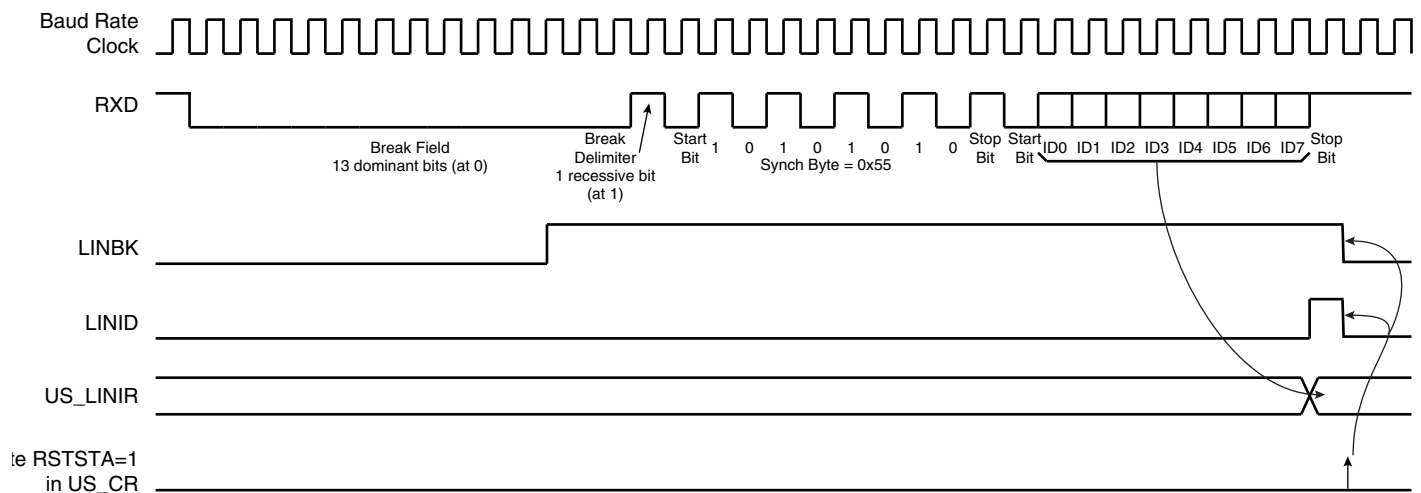 Baud Rate
Clock
RXD
Break Field
13 dominant bits (at 0)
Break
Delimiter
1 recessive bit
(at 1)
Start
Bit
1 0 1 0 1 0 1 0
Synch Byte = 0x55
Stop
Bit
Start
Bit
ID0 ID1 ID2 ID3 ID4 ID5 ID6 ID7
Stop
Bit
LINBK
LINID
US_LINIR
te RSTSTA=1
in US_CR